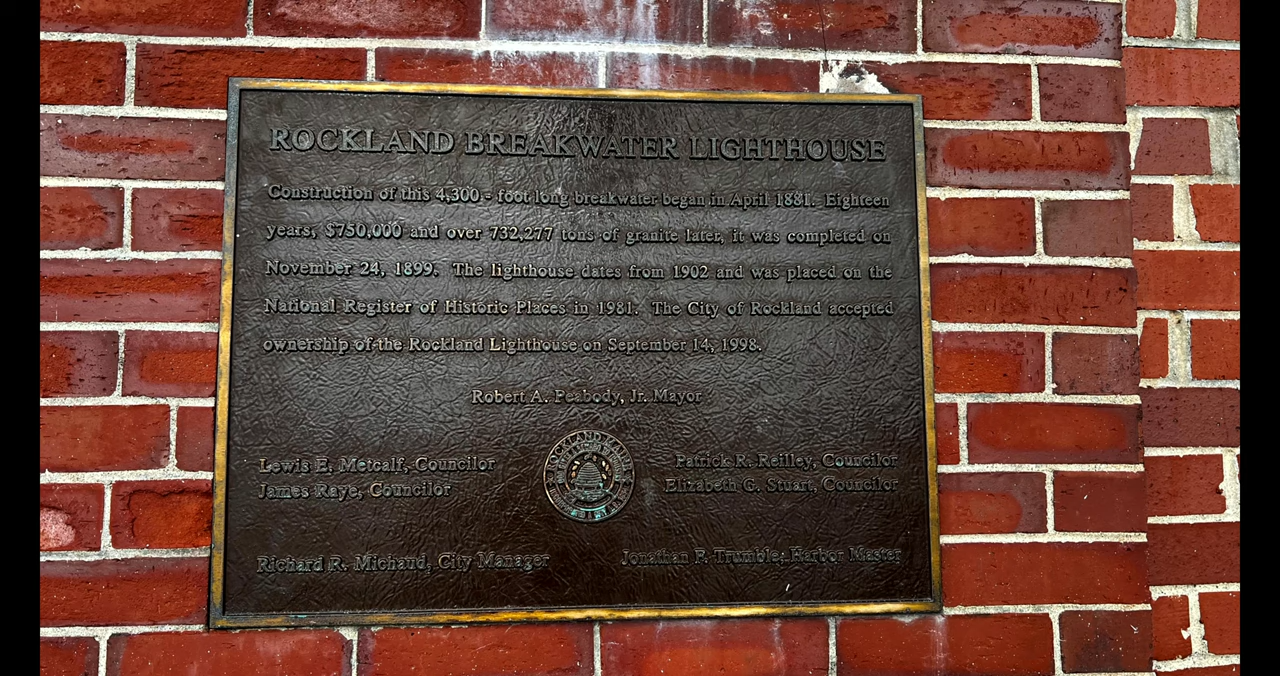 ROCKLAND BREAKWATER LIGHTHOUSE
Construction of this 4,300 - foot long breakwater began in April 1881. Eighteen
years, $750,000 and over 732,277 tons of granite later, it was completed on
November 24, 1899. The lighthouse dates from 1902 and was placed on the
National Register of Historic Places in 1981. The City of Rockland accepted
ownership of the Rockland Lighthouse on September 14, 1998.
Robert A. Peabody, Jr. Mayor
Lewis E. Metcalf, Councilor
James Raye, Councilor
ROCKLAND MAINE
Patrick R. Reilley, Councilor
Elizabeth G. Stuart, Councilor
Richard R. Michaud, City Manager
Jonathan P. Trumble, Harbor Master